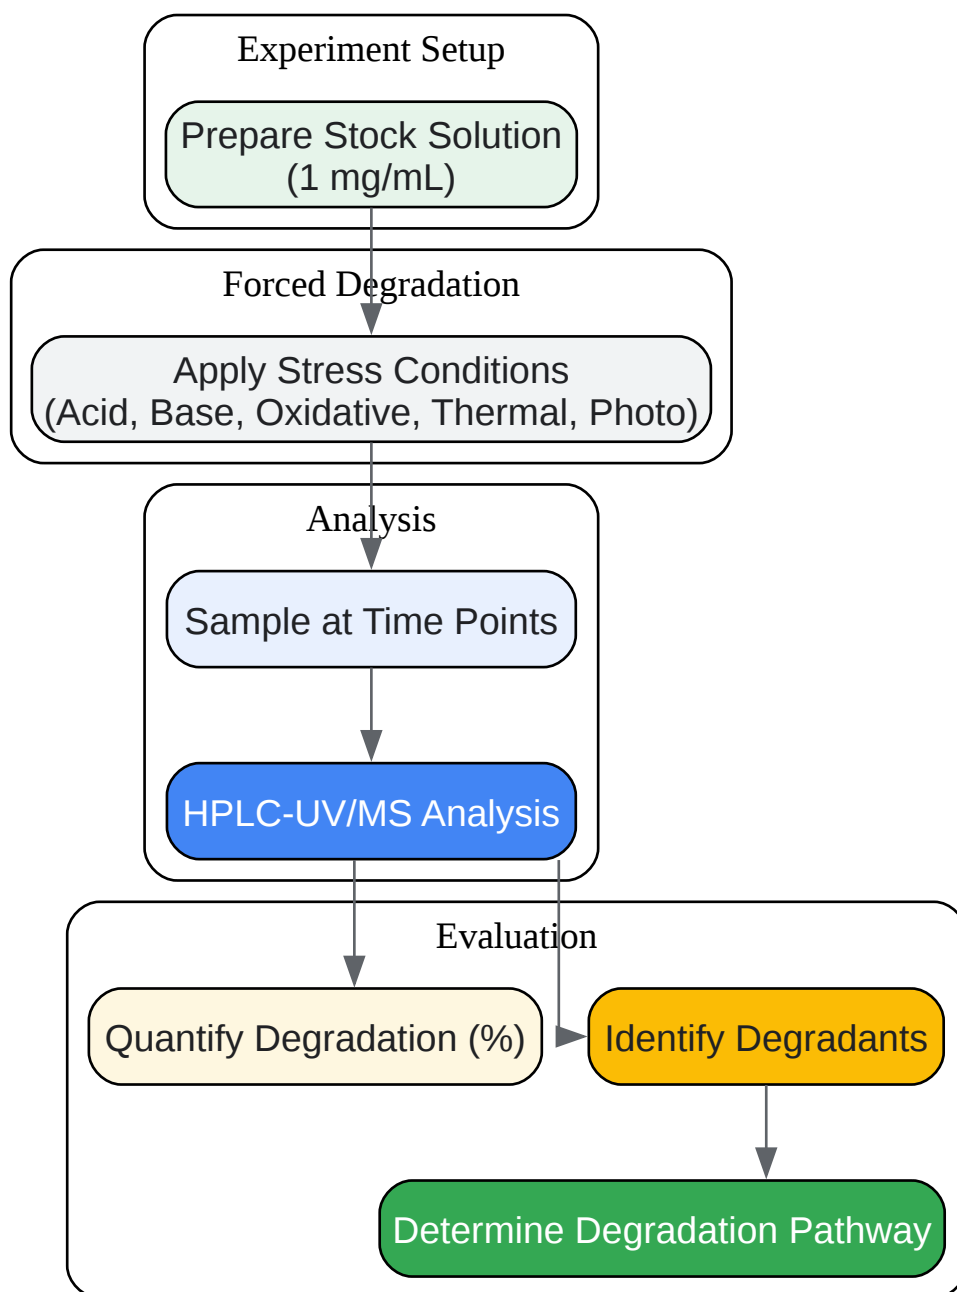 Experiment Setup
Prepare Stock Solution
(1 mg/mL)
Forced Degradation
Apply Stress Conditions
(Acid, Base, Oxidative, Thermal, Photo)
Analysis
Sample at Time Points
HPLC-UV/MS Analysis
Evaluation
Quantify Degradation (%)
Identify Degradants
Determine Degradation Pathway